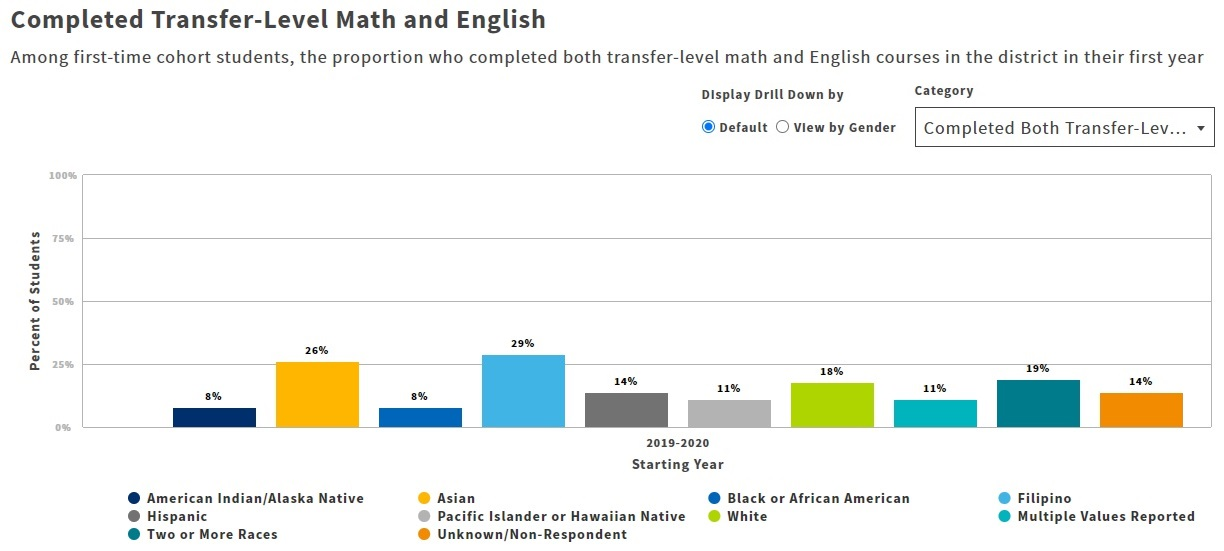 Completed Transfer-Level Math and English
Among first-time cohort students, the proportion who completed both transfer-level math and English courses in the district in their first year
Display Drill Down by
Category
Default View by Gender
Completed Both Transfer-Lev...
Percent of Students
100%
75%
50%
25%
0%
8%
26%
8%
29%
14%
11%
18%
11%
19%
14%
2019-2020
Starting Year
American Indian/Alaska Native
Asian
Black or African American
Filipino
Hispanic
Pacific Islander or Hawaiian Native
White
Multiple Values Reported
Two or More Races
Unknown/Non-Respondent